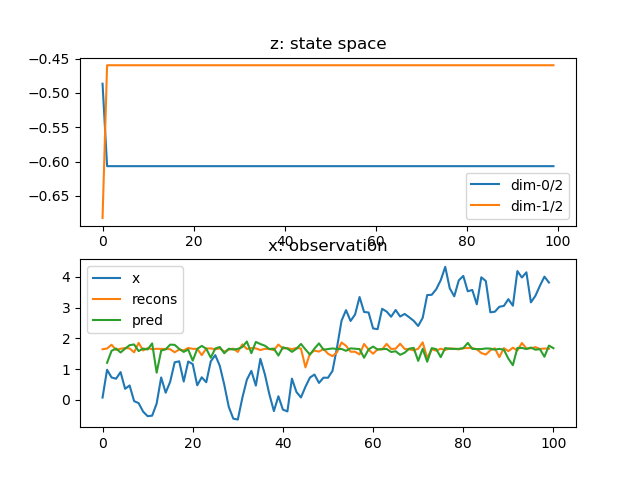 z: state space
−0.45
−0.50
−0.55
−0.60
−0.65
dim-0/2
dim-1/2
0 20 40 60 80 100
x: observation
4
3
2
1
0
x
recons
pred
0 20 40 60 80 100